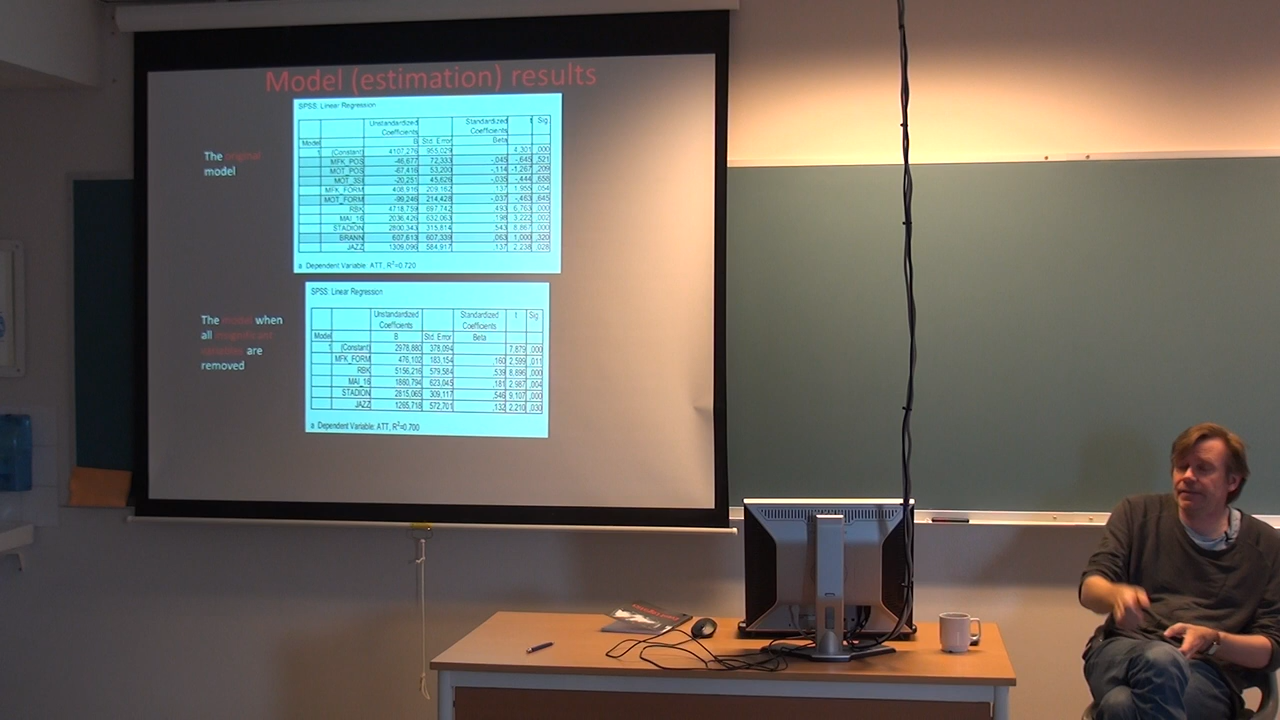 Model (estimation) results
The original
model
SPSS: Linear Regression
Unstandardized Coefficients Standardized Coefficients t Sig
Model B Std. Error Beta
1 (Constant) 4107,276 955,029 4,301 ,000
MFK_POS -46,677 72,333 -,045 -,645 ,521
MOT_POS -67,416 53,200 -,114 -1,267 ,209
MOT_3SI -20,251 45,626 -,035 -,444 ,658
MFK_FORM 408,916 209,162 ,137 1,955 ,054
MOT_FORM -99,246 214,428 -,037 -,463 ,645
RBK 4718,759 697,742 ,493 6,763 ,000
MAI_16 2036,426 632,063 ,198 3,222 ,002
STADION 2800,343 315,814 ,543 8,867 ,000
BRANN 607,613 607,339 ,063 1,000 ,320
JAZZ 1309,096 584,917 ,137 2,238 ,028
a Dependent Variable: ATT, R²=0.720
The model when
all insignificant
variables are
removed
SPSS: Linear Regression
Unstandardized Coefficients Standardized Coefficients t Sig
Model B Std. Error Beta
1 (Constant) 2978,880 378,094 7,879 ,000
MFK_FORM 476,102 183,154 ,160 2,599 ,011
RBK 5156,216 579,584 ,539 8,896 ,000
MAI_16 1860,794 623,045 ,181 2,987 ,004
STADION 2815,065 309,117 ,546 9,107 ,000
JAZZ 1265,718 572,701 ,132 2,210 ,030
a Dependent Variable: ATT, R²=0.700